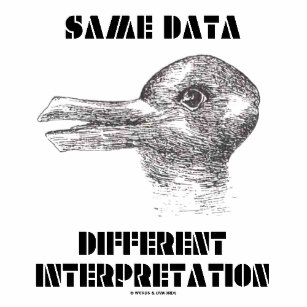 SAME DATA
DIFFERENT
INTERPRETATION